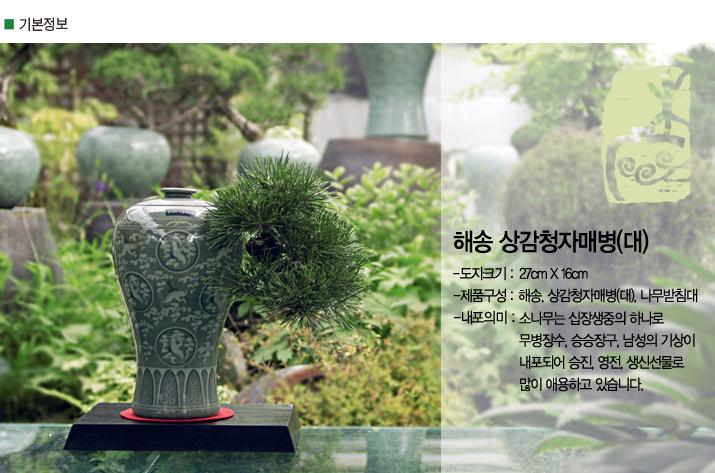 기본정보
해송 상감청자매병(대)
-도자크기 : 27cm X 16cm
-제품구성 : 해송, 상감청자매병(대), 나무받침대
-내포의미 : 소나무는 십장생중의 하나로
무병장수, 승승장구, 남성의 기상이
내포되어 승진, 영전, 생신선물로
많이 애용하고 있습니다.